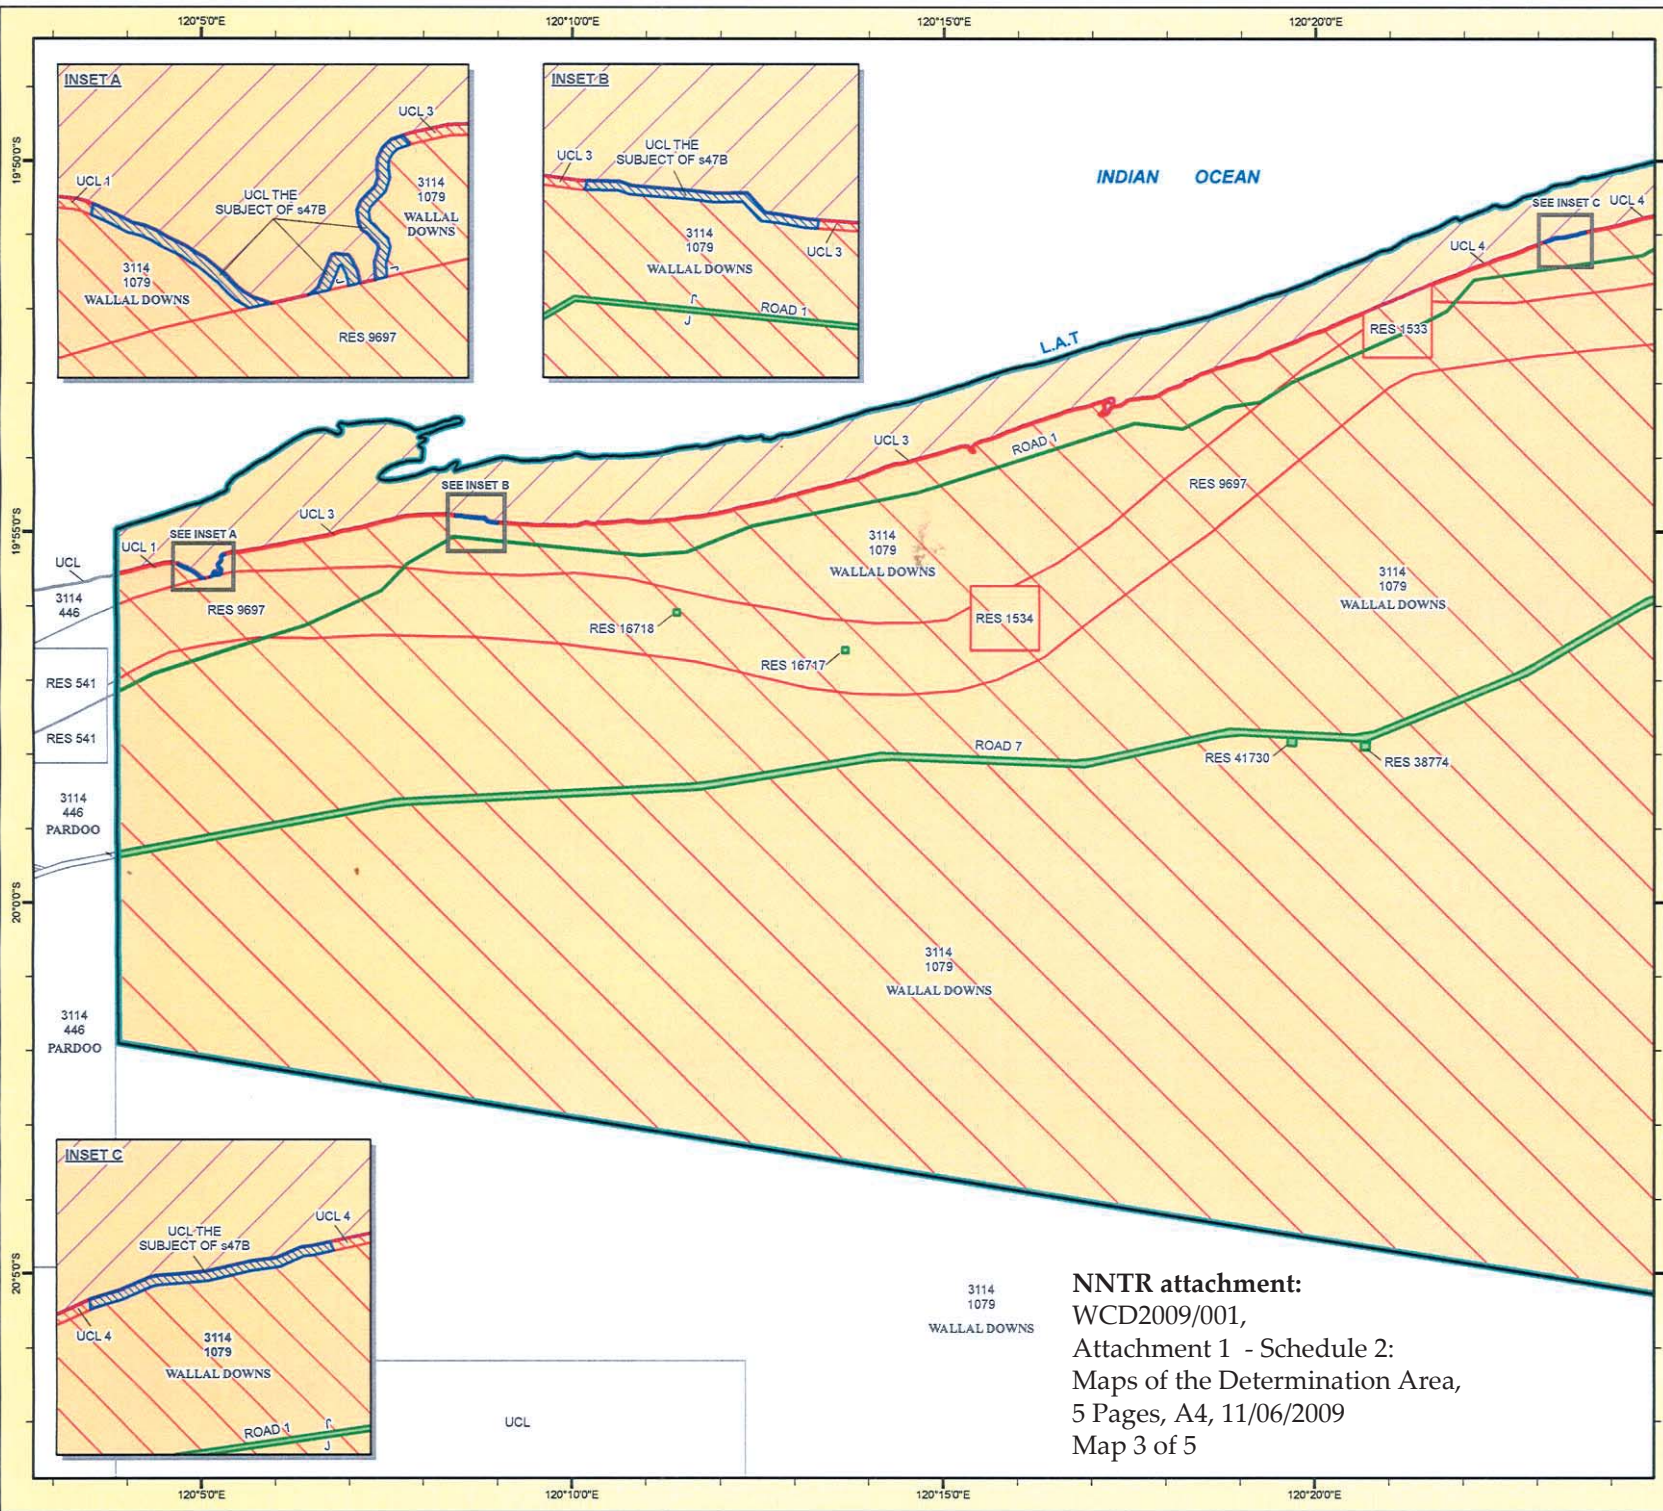 120°5'0"E
120°10'0"E
120°15'0"E
120°20'0"E
19°50'0"S
19°55'0"S
20°0'0"S
20°5'0"S
INSET A
UCL 3
UCL 1
UCL THE
SUBJECT OF s47B
3114
1079
WALLAL
DOWNS
3114
1079
WALLAL DOWNS
RES 9697
INSET B
UCL 3
UCL THE
SUBJECT OF s47B
UCL 3
3114
1079
WALLAL DOWNS
ROAD 1
INDIAN OCEAN
SEE INSET C
UCL 4
UCL 4
L.A.T
RES 1533
UCL 3
ROAD 1
SEE INSET B
RES 9697
UCL 3
SEE INSET A
UCL 1
3114
1079
WALLAL DOWNS
UCL
3114
446
3114
1079
WALLAL DOWNS
RES 9697
RES 16718
RES 1534
RES 16717
RES 541
RES 541
ROAD 7
RES 41730
RES 38774
3114
446
PARDOO
3114
1079
WALLAL DOWNS
3114
446
PARDOO
INSET C
UCL 4
UCL THE
SUBJECT OF s47B
UCL 4
3114
1079
WALLAL DOWNS
ROAD 1
3114
1079
WALLAL DOWNS
UCL
NNTR attachment:
WCD2009/001,
Attachment 1 - Schedule 2:
Maps of the Determination Area,
5 Pages, A4, 11/06/2009
Map 3 of 5
120°5'0"E
120°10'0"E
120°15'0"E
120°20'0"E